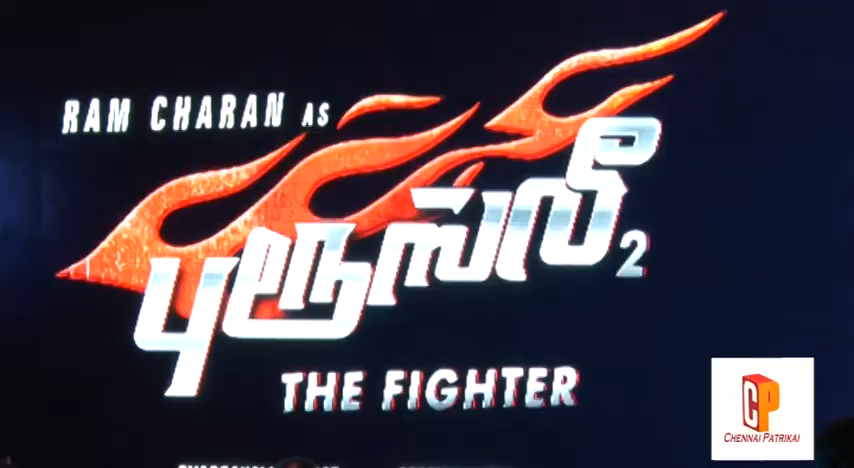 RAM CHARAN AS
புரூஸ்லீ 2
THE FIGHTER
CP
CHENNAI PATRIKAI